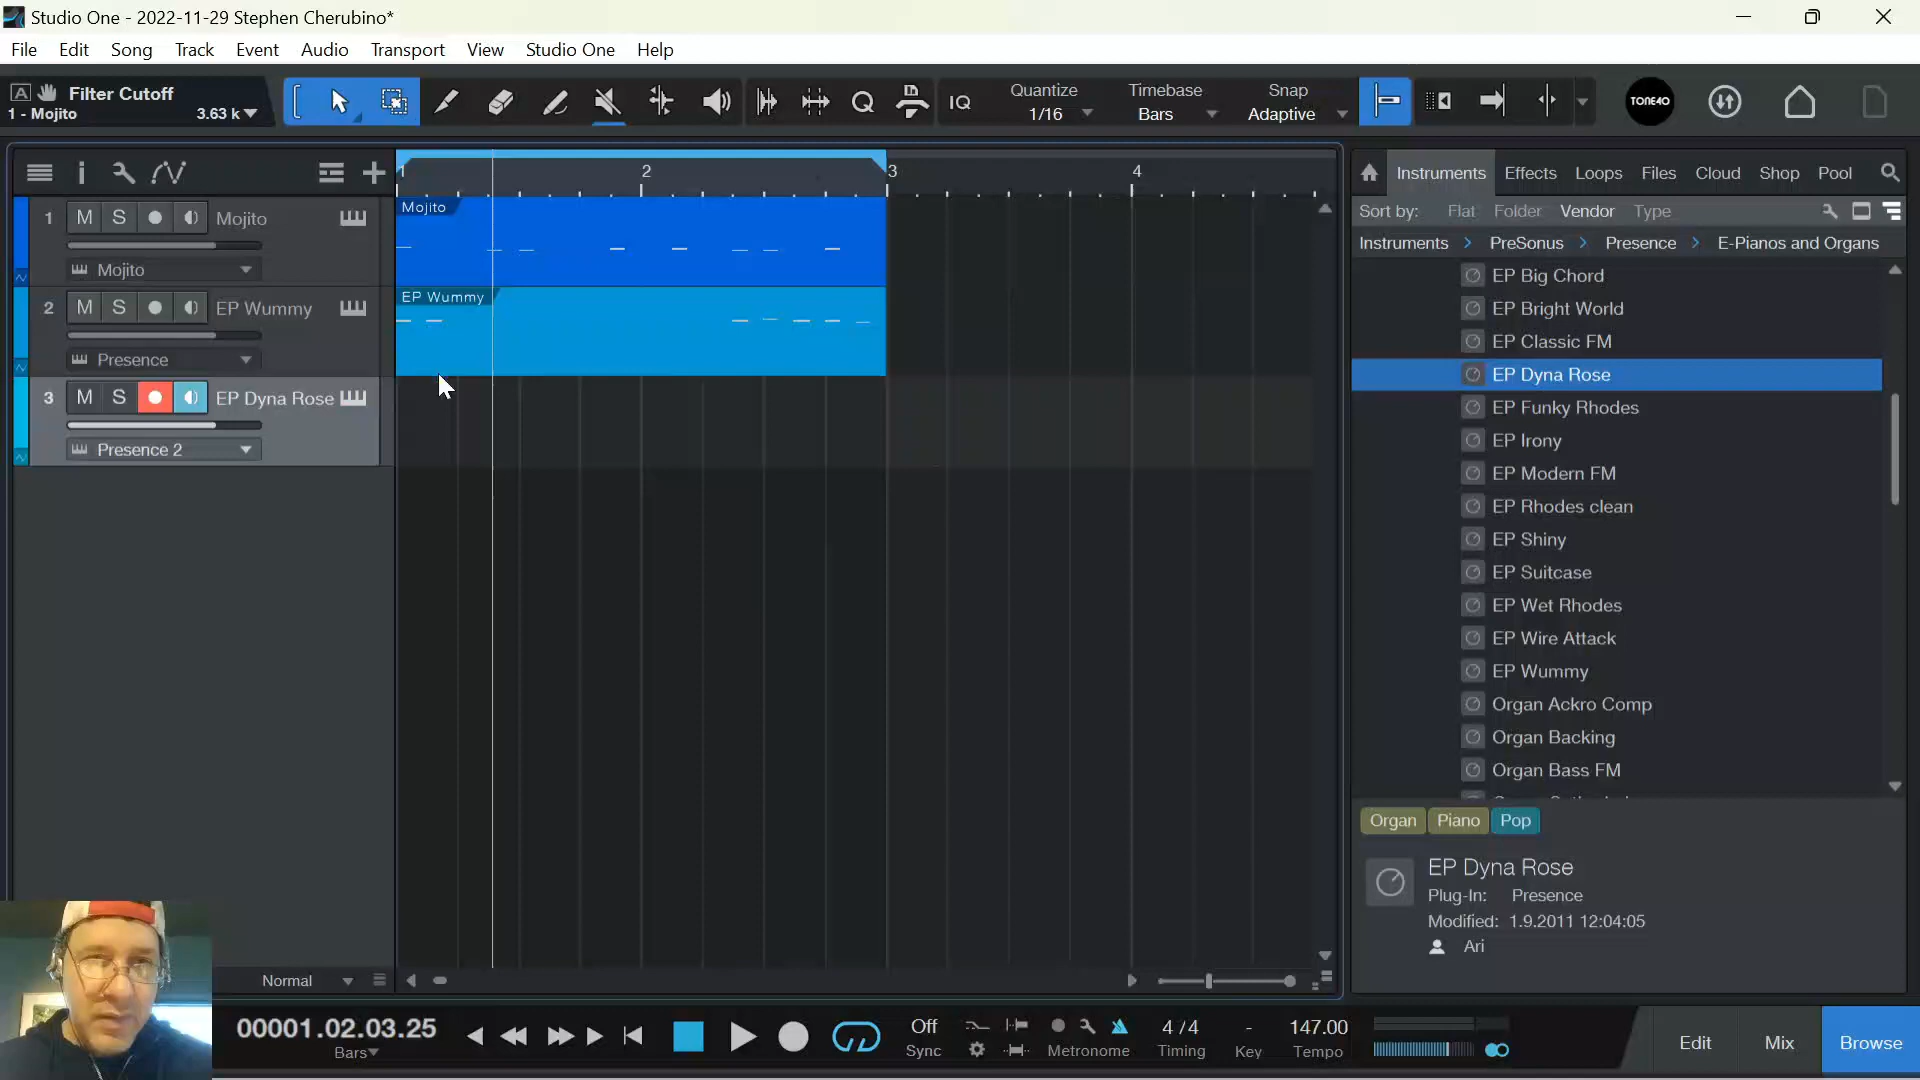 Studio One - 2022-11-29 Stephen Cherubino*
File Edit Song Track Event Audio Transport View Studio One Help
A Filter Cutoff
1 - Mojito 3.63 k
Q IQ
Quantize
1/16
Timebase
Bars
Snap
Adaptive
TONE40
1 2 3 4
1 M S Mojito
Mojito
2 M S EP Wummy
Presence
3 M S EP Dyna Rose
Presence 2
Mojito
EP Wummy
Instruments Effects Loops Files Cloud Shop Pool
Sort by: Flat Folder Vendor Type
Instruments > PreSonus > Presence > E-Pianos and Organs
EP Big Chord
EP Bright World
EP Classic FM
EP Dyna Rose
EP Funky Rhodes
EP Irony
EP Modern FM
EP Rhodes clean
EP Shiny
EP Suitcase
EP Wet Rhodes
EP Wire Attack
EP Wummy
Organ Ackro Comp
Organ Backing
Organ Bass FM
Organ Piano Pop
EP Dyna Rose
Plug-In: Presence
Modified: 1.9.2011 12:04:05
Ari
Normal
00001.02.03.25
Bars
Off
Sync
Metronome
4 / 4
Timing
-
Key
147.00
Tempo
Edit Mix Browse